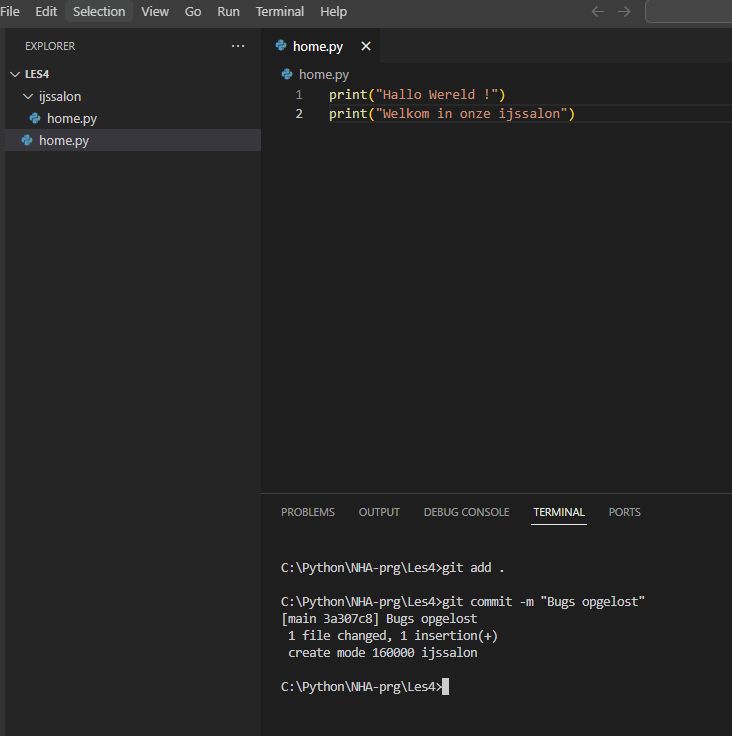 File Edit Selection View Go Run Terminal Help
EXPLORER ...
LES4
ijssalon
home.py
home.py
home.py
home.py
1 print("Hallo Wereld !")
2 print("Welkom in onze ijssalon")
PROBLEMS OUTPUT DEBUG CONSOLE TERMINAL PORTS
C:\Python\NHA-prg\Les4>git add .
C:\Python\NHA-prg\Les4>git commit -m "Bugs opgelost"
[main 3a307c8] Bugs opgelost
1 file changed, 1 insertion(+)
create mode 160000 ijssalon
C:\Python\NHA-prg\Les4>